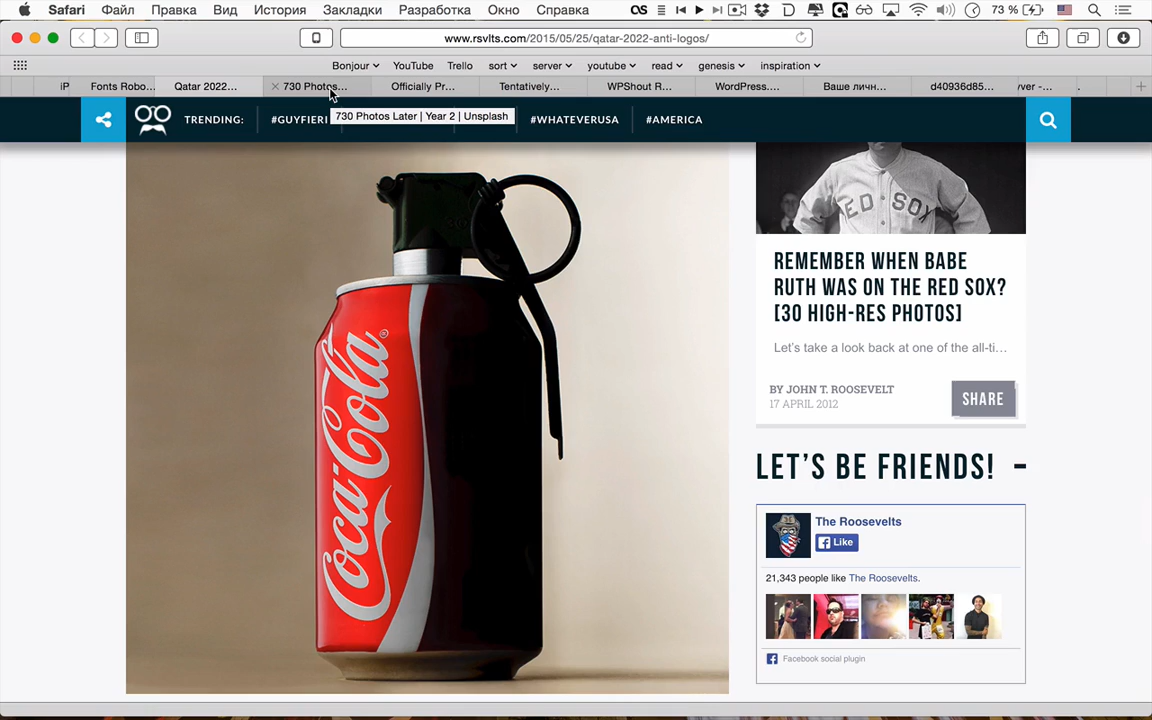 Safari Файл Правка Вид История Закладки Разработка Окно Справка 73 %
www.rsvlts.com/2015/05/25/qatar-2022-anti-logos/
Bonjour YouTube Trello sort server youtube read genesis inspiration
iP Fonts Robo... Qatar 2022... 730 Photos... Officially Pr... Tentatively... WPShout R... WordPress.... Ваше личн... d40936d85... yver - ...
TRENDING: #GUYFIERI #WHATEVERUSA #AMERICA
730 Photos Later | Year 2 | Unsplash
RED SOX
REMEMBER WHEN BABE
RUTH WAS ON THE RED SOX?
[30 HIGH-RES PHOTOS]
Let's take a look back at one of the all-ti...
BY JOHN T. ROOSEVELT
17 APRIL 2012
SHARE
Coca-Cola
LET'S BE FRIENDS!
The Roosevelts
Like
21,343 people like The Roosevelts.
Facebook social plugin